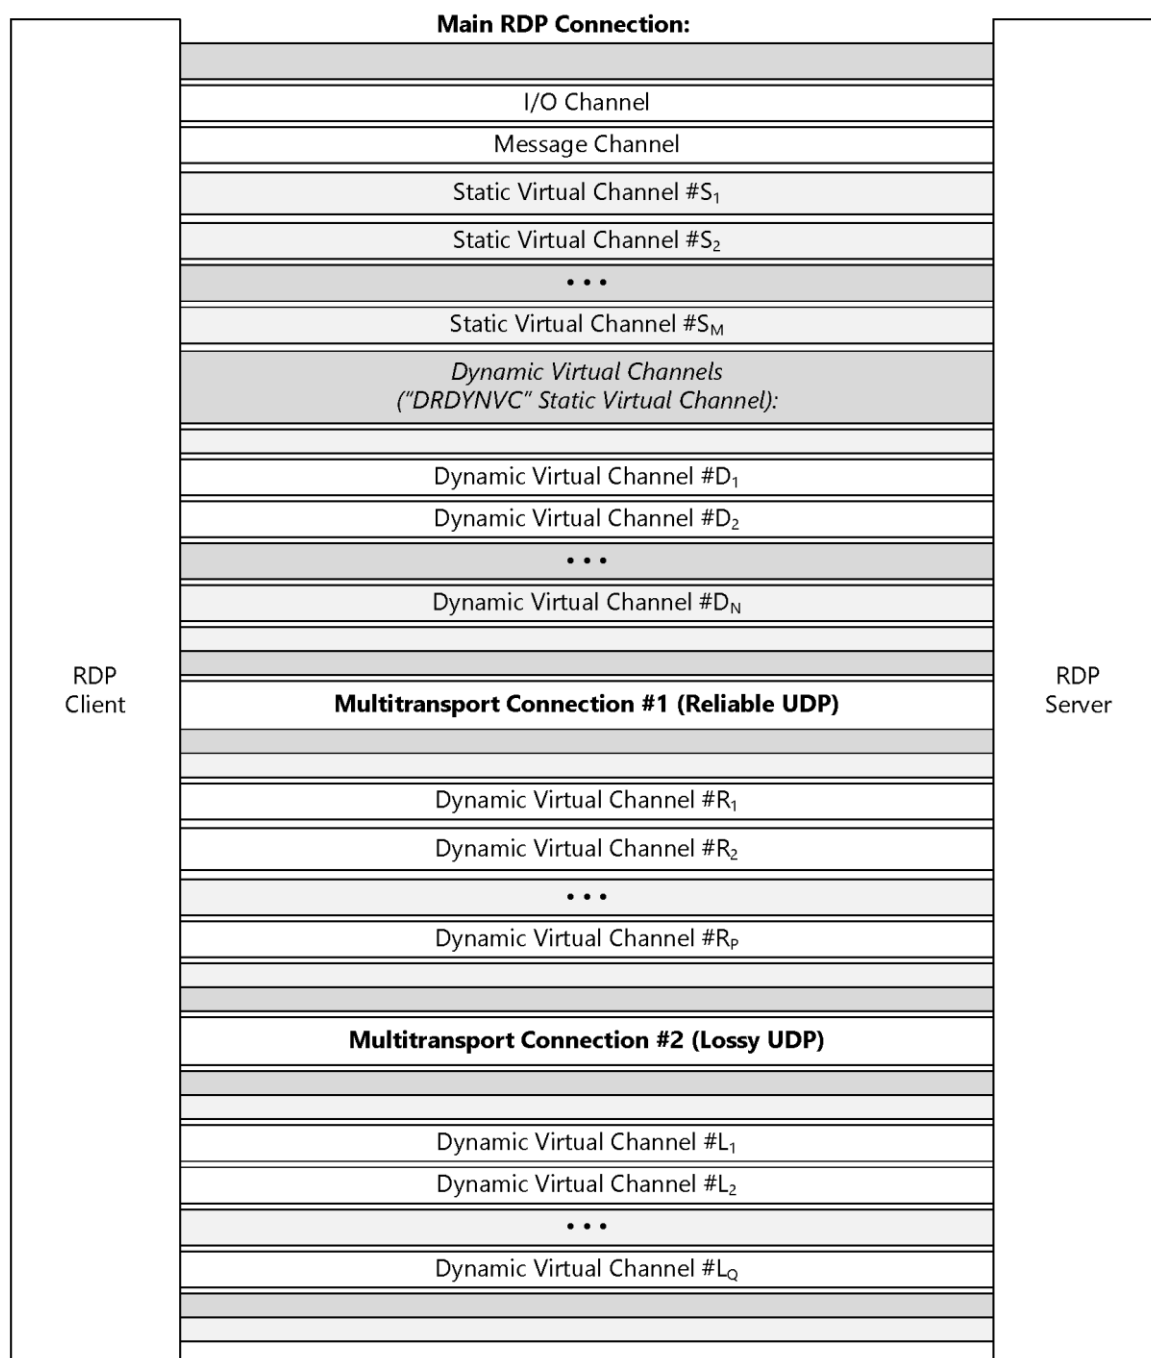 Main RDP Connection:
I/O Channel
Message Channel
Static Virtual Channel #S₁
Static Virtual Channel #S₂
• • •
Static Virtual Channel #S_M
Dynamic Virtual Channels
(“DRDYNVC” Static Virtual Channel):
Dynamic Virtual Channel #D₁
Dynamic Virtual Channel #D₂
• • •
Dynamic Virtual Channel #D_N
RDP
Client
RDP
Server
Multitransport Connection #1 (Reliable UDP)
Dynamic Virtual Channel #R₁
Dynamic Virtual Channel #R₂
• • •
Dynamic Virtual Channel #R_P
Multitransport Connection #2 (Lossy UDP)
Dynamic Virtual Channel #L₁
Dynamic Virtual Channel #L₂
• • •
Dynamic Virtual Channel #L_Q